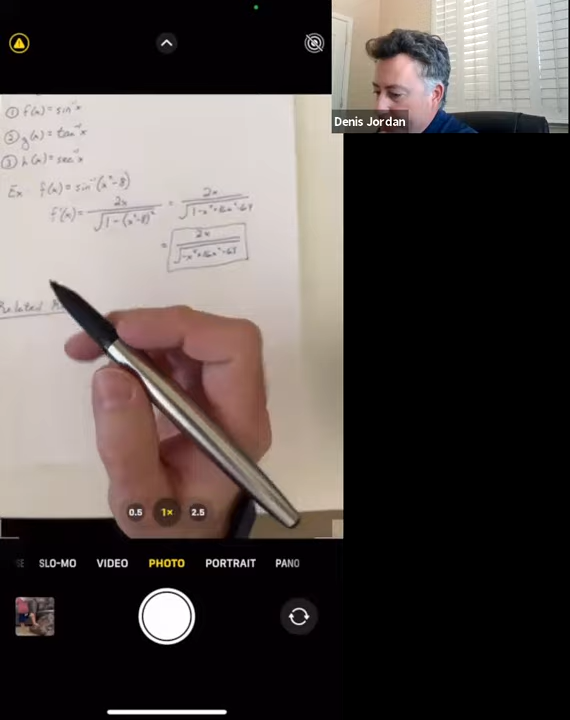 Denis Jordan
① f(x) = sin⁻¹x
② g(x) = tan⁻¹x
③ h(x) = sec⁻¹x
Ex. f(x) = sin⁻¹(x²-8)
f'(x) = 2x / √(1-(x²-8)²) = 2x / √(1-x⁴+16x²-64)
= 2x / √(-x⁴+16x²-63)
Related
0.5 1× 2.5
SLO-MO VIDEO PHOTO PORTRAIT PANO